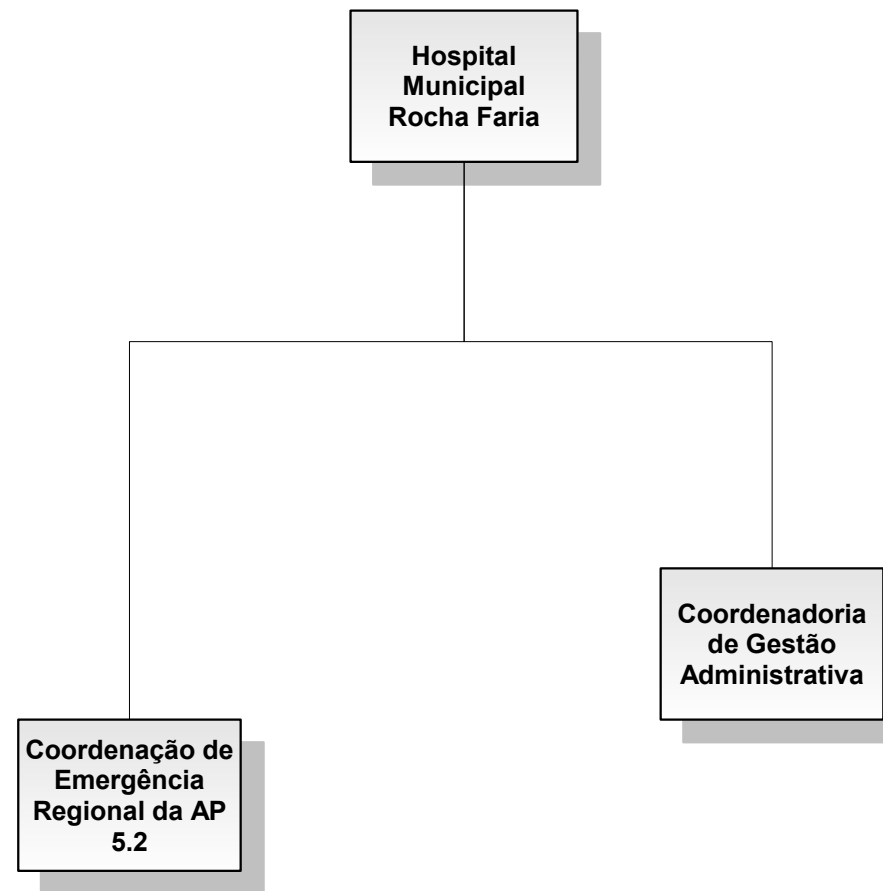 Hospital
Municipal
Rocha Faria
Coordenadoria
de Gestão
Administrativa
Coordenação de
Emergência
Regional da AP
5.2